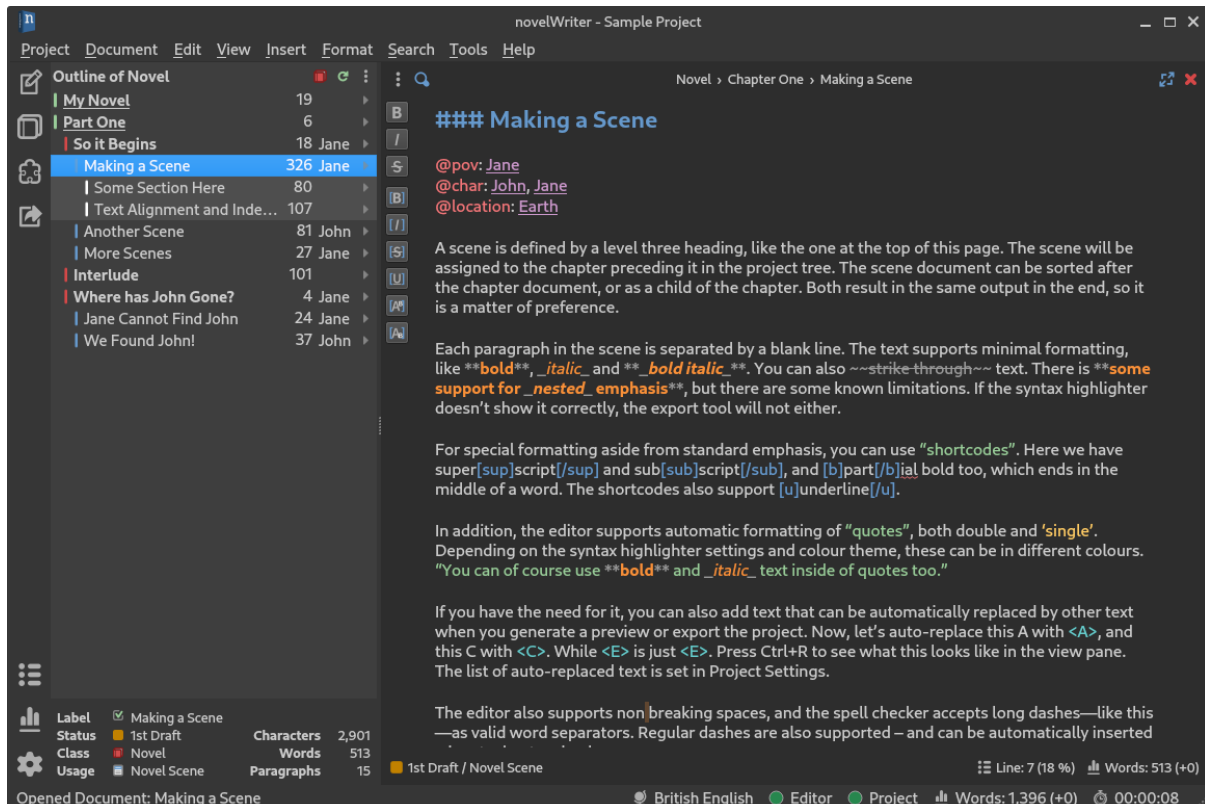 novelWriter - Sample Project
Project Document Edit View Insert Format Search Tools Help
Outline of Novel
My Novel 19
Part One 6
So it Begins 18 Jane
Making a Scene 326 Jane
Some Section Here 80
Text Alignment and Inde... 107
Another Scene 81 John
More Scenes 27 Jane
Interlude 101
Where has John Gone? 4 Jane
Jane Cannot Find John 24 Jane
We Found John! 37 John
Label Making a Scene
Status 1st Draft Characters 2,901
Class Novel Words 513
Usage Novel Scene Paragraphs 15
Novel › Chapter One › Making a Scene
B
I
S
[B]
[I]
[S]
[U]
### Making a Scene
@pov: Jane
@char: John, Jane
@location: Earth
A scene is defined by a level three heading, like the one at the top of this page. The scene will be
assigned to the chapter preceding it in the project tree. The scene document can be sorted after
the chapter document, or as a child of the chapter. Both result in the same output in the end, so it
is a matter of preference.
Each paragraph in the scene is separated by a blank line. The text supports minimal formatting,
like **bold**, _italic_ and **_bold italic_**. You can also ~~strike through~~ text. There is **some
support for _nested_ emphasis**, but there are some known limitations. If the syntax highlighter
doesn’t show it correctly, the export tool will not either.
For special formatting aside from standard emphasis, you can use “shortcodes”. Here we have
super[sup]script[/sup] and sub[sub]script[/sub], and [b]part[/b]ial bold too, which ends in the
middle of a word. The shortcodes also support [u]underline[/u].
In addition, the editor supports automatic formatting of “quotes”, both double and ‘single’.
Depending on the syntax highlighter settings and colour theme, these can be in different colours.
“You can of course use **bold** and _italic_ text inside of quotes too.”
If you have the need for it, you can also add text that can be automatically replaced by other text
when you generate a preview or export the project. Now, let’s auto-replace this A with <A>, and
this C with <C>. While <E> is just <E>. Press Ctrl+R to see what this looks like in the view pane.
The list of auto-replaced text is set in Project Settings.
The editor also supports non breaking spaces, and the spell checker accepts long dashes—like this
—as valid word separators. Regular dashes are also supported – and can be automatically inserted
1st Draft / Novel Scene Line: 7 (18 %) Words: 513 (+0)
Opened Document: Making a Scene British English Editor Project Words: 1,396 (+0) 00:00:08